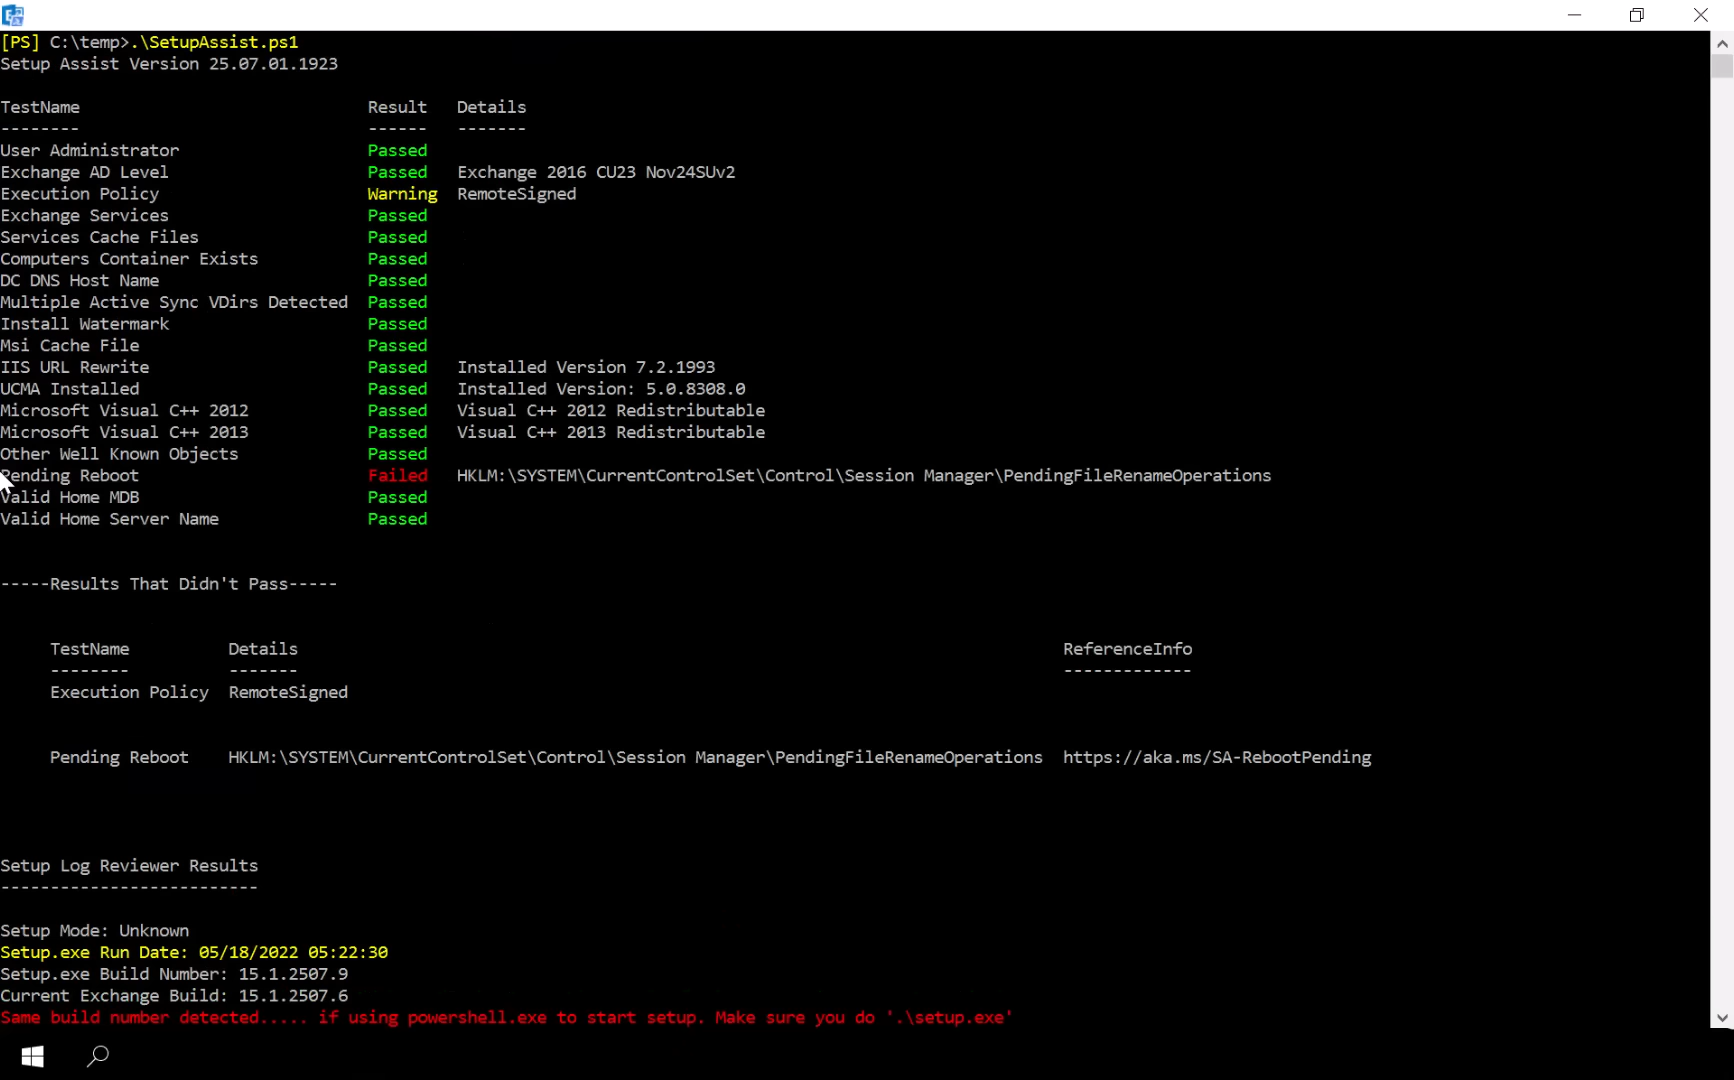 [PS] C:\temp>.\SetupAssist.ps1
Setup Assist Version 25.07.01.1923
TestName Result Details
-------- ------ -------
User Administrator Passed
Exchange AD Level Passed Exchange 2016 CU23 Nov24SUv2
Execution Policy Warning RemoteSigned
Exchange Services Passed
Services Cache Files Passed
Computers Container Exists Passed
DC DNS Host Name Passed
Multiple Active Sync VDirs Detected Passed
Install Watermark Passed
Msi Cache File Passed
IIS URL Rewrite Passed Installed Version 7.2.1993
UCMA Installed Passed Installed Version: 5.0.8308.0
Microsoft Visual C++ 2012 Passed Visual C++ 2012 Redistributable
Microsoft Visual C++ 2013 Passed Visual C++ 2013 Redistributable
Other Well Known Objects Passed
Pending Reboot Failed HKLM:\SYSTEM\CurrentControlSet\Control\Session Manager\PendingFileRenameOperations
Valid Home MDB Passed
Valid Home Server Name Passed
-----Results That Didn't Pass-----
TestName Details ReferenceInfo
-------- ------- -------------
Execution Policy RemoteSigned
Pending Reboot HKLM:\SYSTEM\CurrentControlSet\Control\Session Manager\PendingFileRenameOperations https://aka.ms/SA-RebootPending
Setup Log Reviewer Results
--------------------------
Setup Mode: Unknown
Setup.exe Run Date: 05/18/2022 05:22:30
Setup.exe Build Number: 15.1.2507.9
Current Exchange Build: 15.1.2507.6
Same build number detected..... if using powershell.exe to start setup. Make sure you do '.\setup.exe'